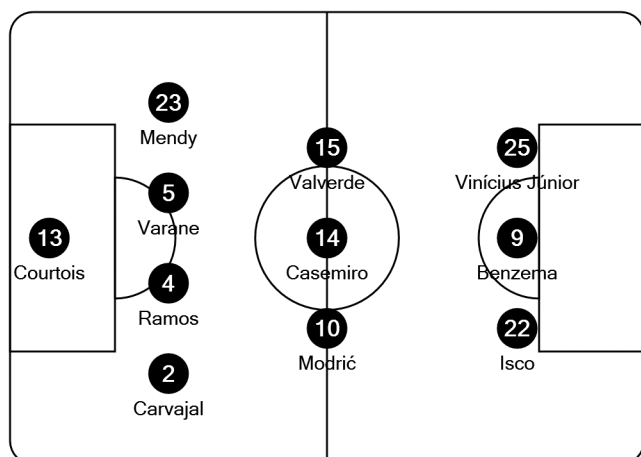 23
Mendy
15
Valverde
25
Vinícius Júnior
5
Varane
13
Courtois
14
Casemiro
9
Benzema
4
Ramos
10
Modrić
22
Isco
2
Carvajal